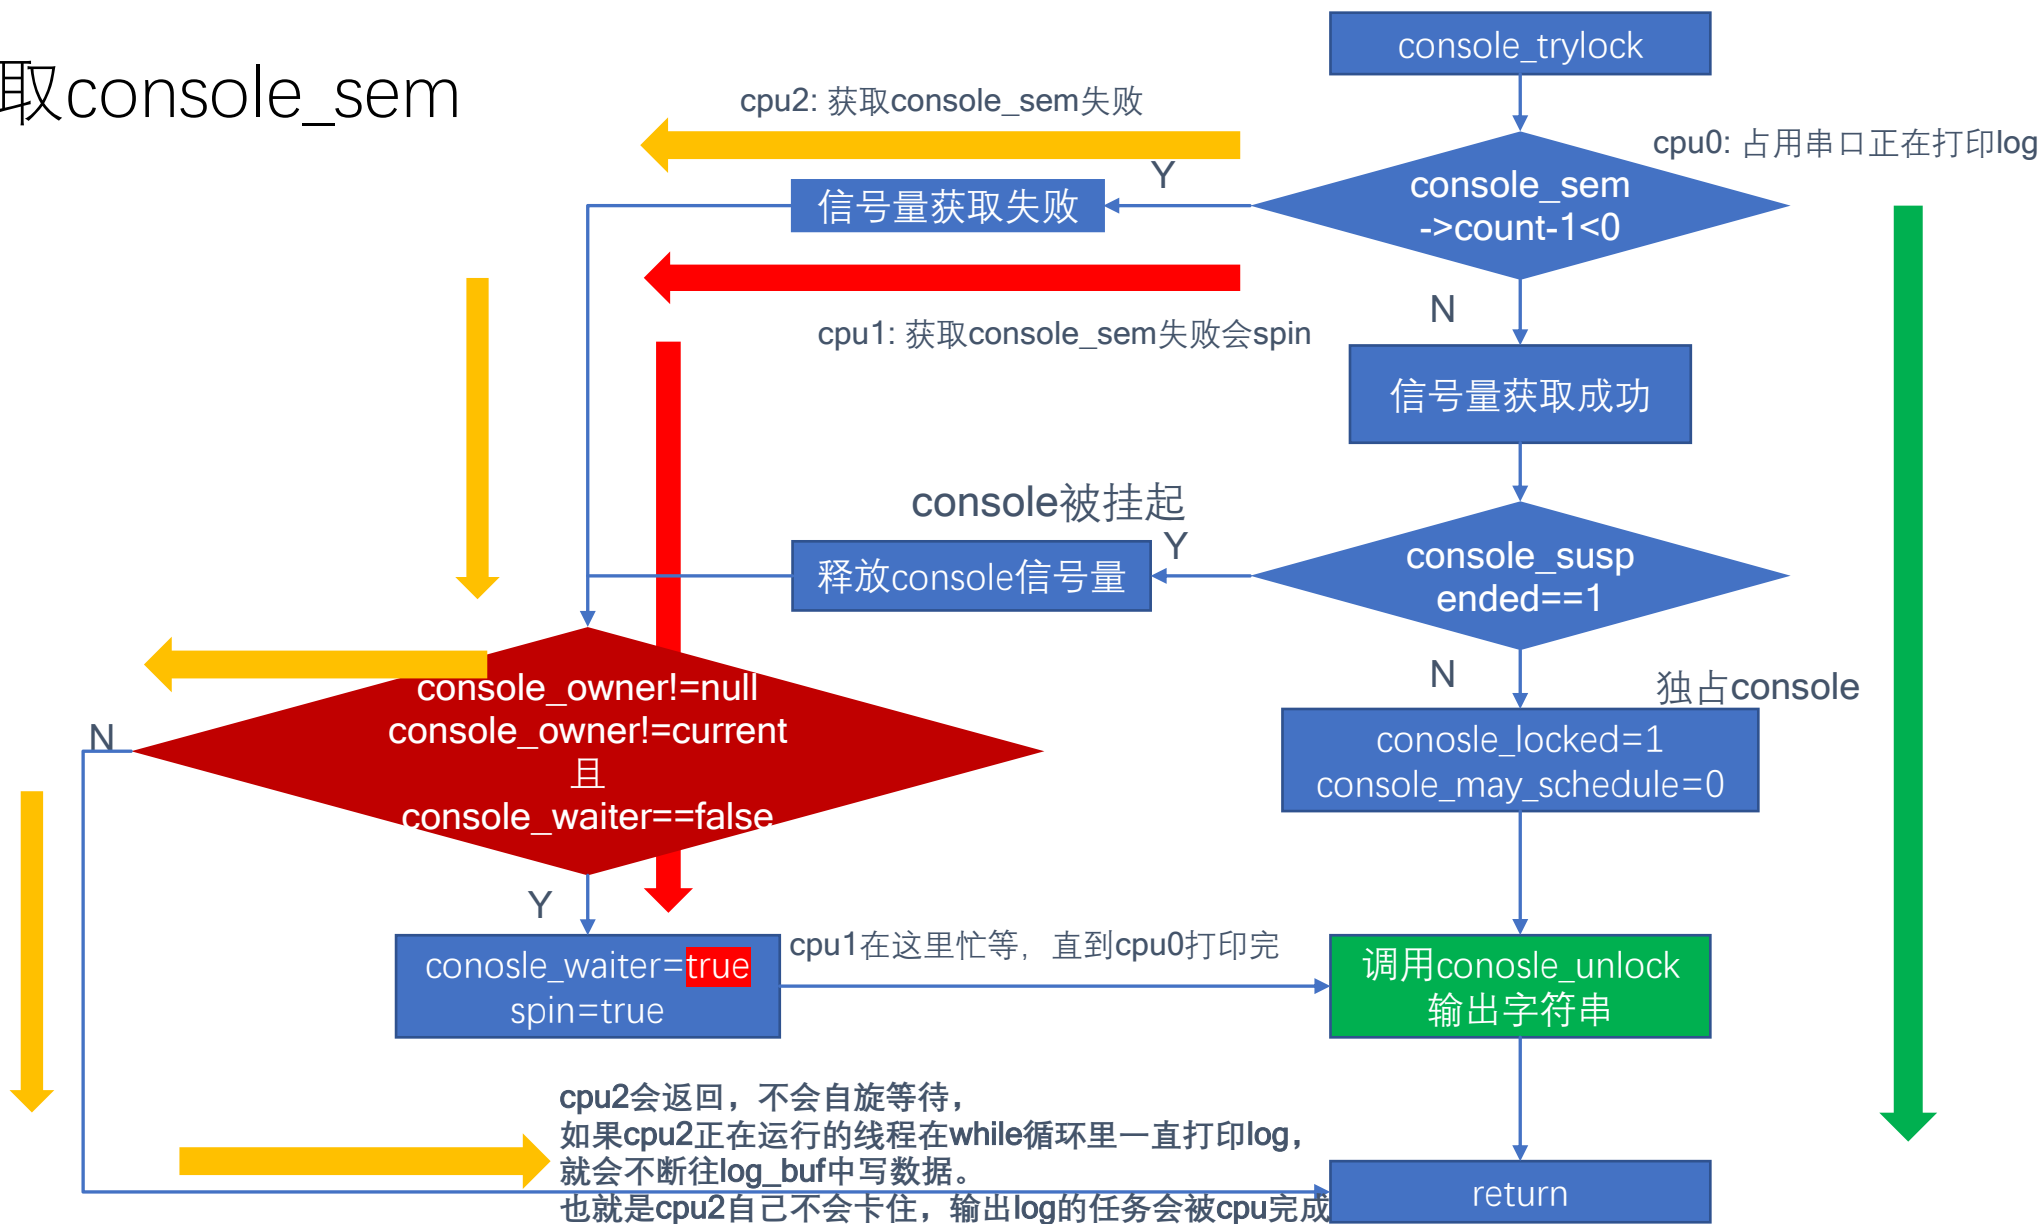 取console_sem
console_trylock
cpu2: 获取console_sem失败
cpu0: 占用串口正在打印log
Y
信号量获取失败
console_sem
->count-1<0
N
cpu1: 获取console_sem失败会spin
信号量获取成功
console被挂起
Y
释放console信号量
console_susp
ended==1
N
独占console
console_owner!=null
console_owner!=current
且
console_waiter==false
N
conosle_locked=1
console_may_schedule=0
Y
conosle_waiter=true
spin=true
cpu1在这里忙等，直到cpu0打印完
调用conosle_unlock
输出字符串
cpu2会返回，不会自旋等待，
如果cpu2正在运行的线程在while循环里一直打印log，
就会不断往log_buf中写数据。
也就是cpu2自己不会卡住，输出log的任务会被cpu完成
return